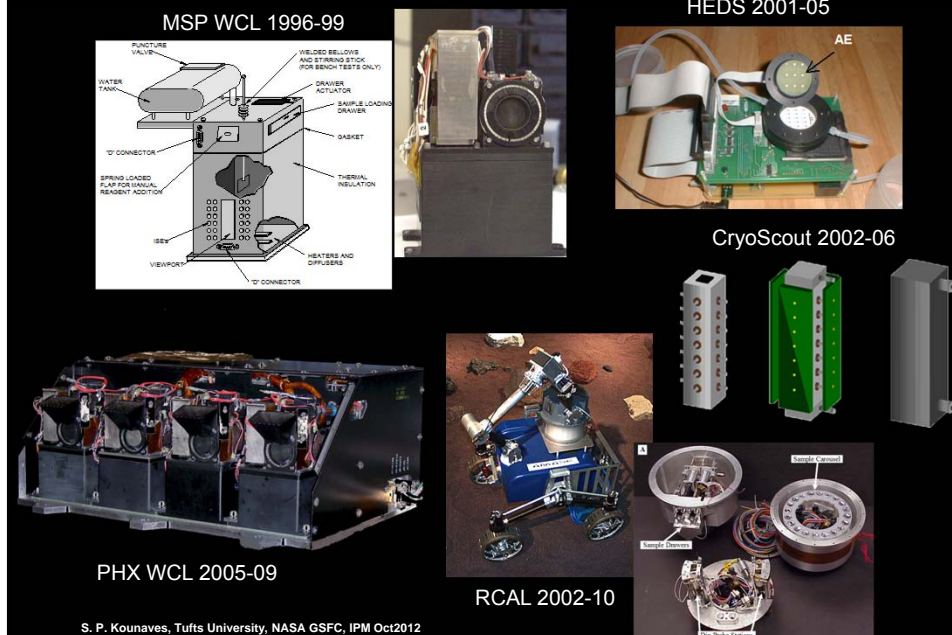 MSP WCL 1996-99
HEDS 2001-05
PUNCTURE
VALVE
WATER
TANK
"D" CONNECTOR
SPRING LOADED
FLAP FOR MANUAL
REAGENT ADDITION
ISE's
VIEWPORT
WELDED BELLOWS
AND STIRRING STICK
(FOR BENCH TESTS ONLY)
DRAWER
ACTUATOR
SAMPLE LOADING
DRAWER
GASKET
THERMAL
INSULATION
HEATERS AND
DIFFUSERS
"D" CONNECTOR
AE
CryoScout 2002-06
PHX WCL 2005-09
RCAL 2002-10
A
Sample Carousel
Sample Drawers
S. P. Kounaves, Tufts University, NASA GSFC, IPM Oct2012